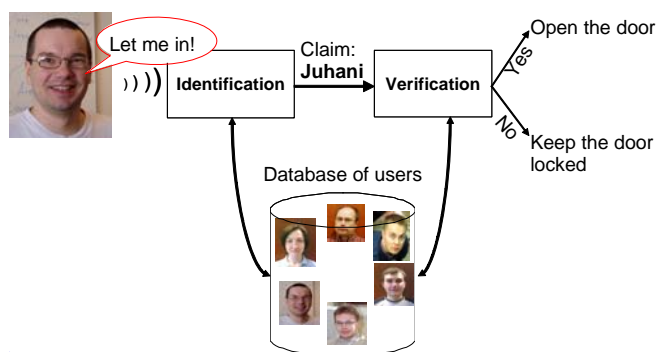 Let me in!
Identification
Claim:
Juhani
Verification
Yes
No
Open the door
Keep the door
locked
Database of users